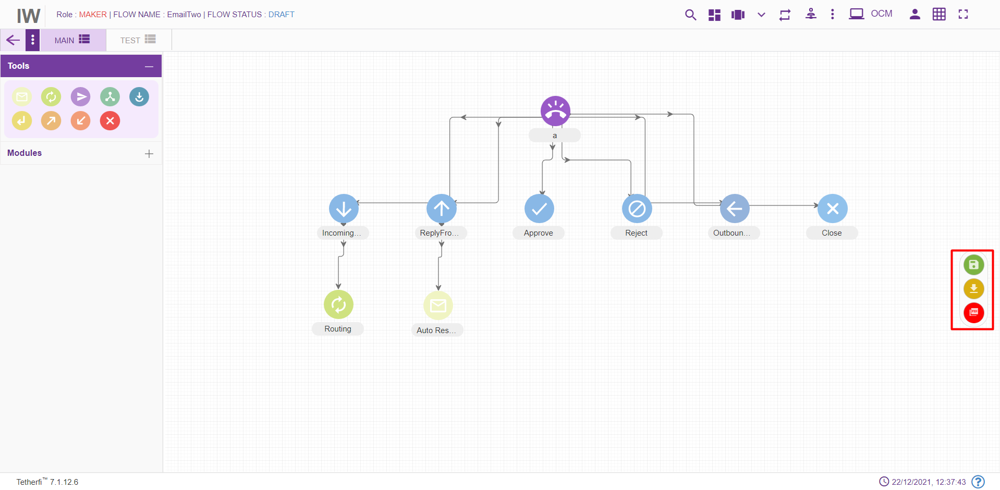 IW
Role : MAKER | FLOW NAME : EmailTwo | FLOW STATUS : DRAFT
OCM
MAIN
TEST
Tools
Modules
a
Incoming...
ReplyFro...
Approve
Reject
Outboun...
Close
PDF
Routing
Auto Res...
Tetherfi™ 7.1.12.6
22/12/2021, 12:37:43
?